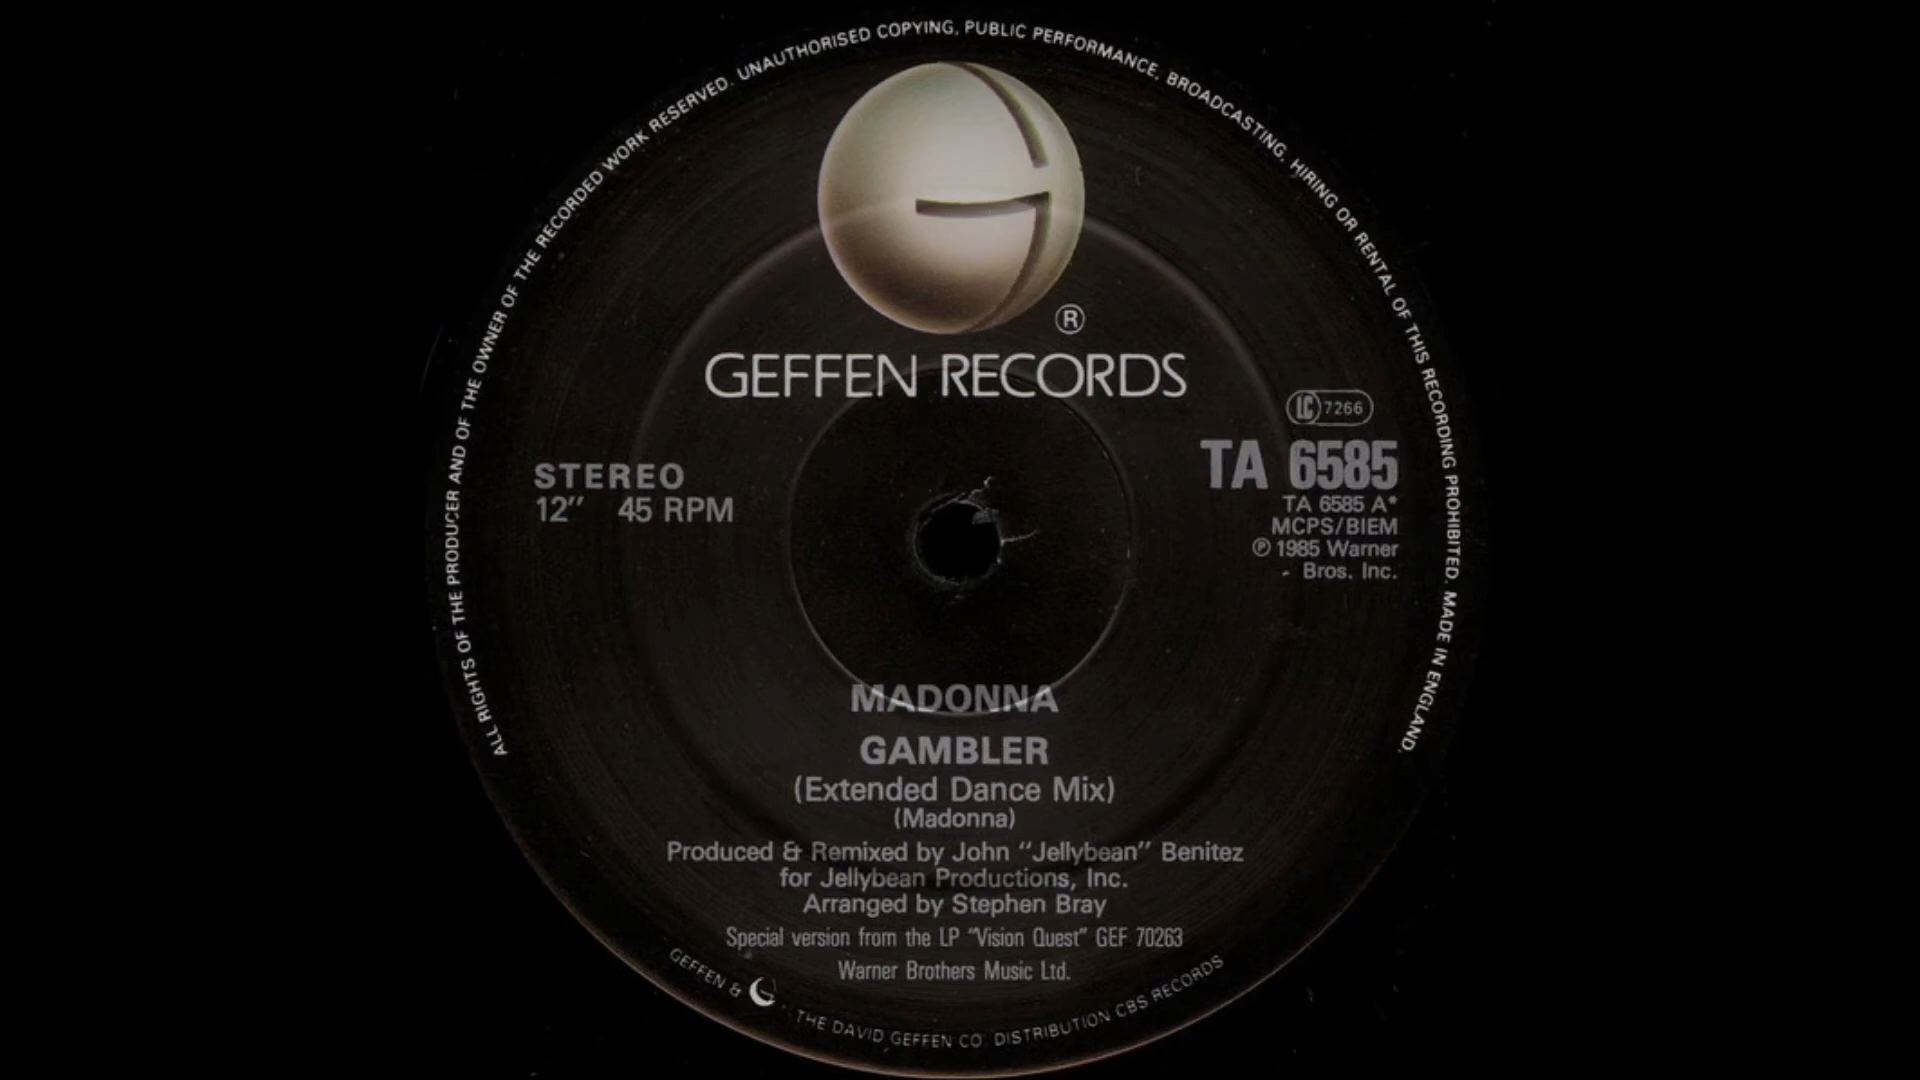 ALL RIGHTS OF THE PRODUCER AND OF THE OWNER OF THE RECORDED WORK RESERVED. UNAUTHORISED COPYING, PUBLIC PERFORMANCE, BROADCASTING, HIRING OR RENTAL OF THIS RECORDING PROHIBITED. MADE IN ENGLAND.
®
GEFFEN RECORDS
LC 7266
STEREO
12" 45 RPM
TA 6585
TA 6585 A*
MCPS/BIEM
℗ 1985 Warner
Bros. Inc.
MADONNA
GAMBLER
(Extended Dance Mix)
(Madonna)
Produced & Remixed by John "Jellybean" Benitez
for Jellybean Productions, Inc.
Arranged by Stephen Bray
Special version from the LP "Vision Quest" GEF 70263
Warner Brothers Music Ltd.
GEFFEN & G THE DAVID GEFFEN CO. DISTRIBUTION CBS RECORDS